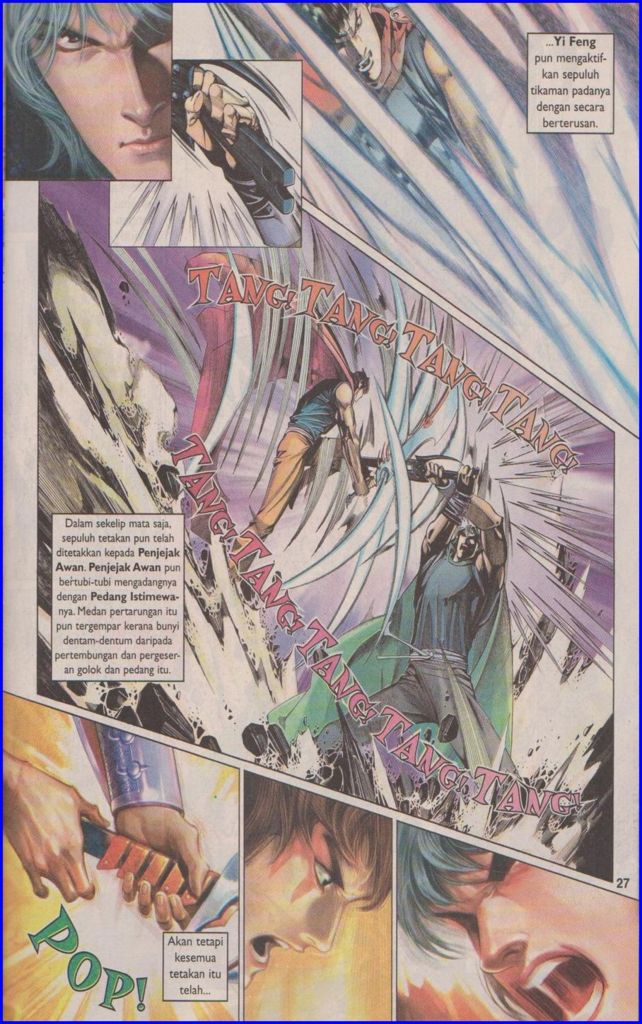 ...Yi Feng
pun mengaktif-
kan sepuluh
tikaman padanya
dengan secara
berterusan.
TANG! TANG! TANG! TANG!
TANG! TANG! TANG! TANG! TANG!
Dalam sekelip mata saja,
sepuluh tetakan pun telah
ditetakkan kepada Penjejak
Awan. Penjejak Awan pun
bertubi-tubi mengadangnya
dengan Pedang Istimewa-
nya. Medan pertarungan itu
pun tergempar kerana bunyi
dentam-dentum daripada
pertembungan dan pergeser-
an golok dan pedang itu.
27
POP!
Akan tetapi
kesemua
tetakan itu
telah...